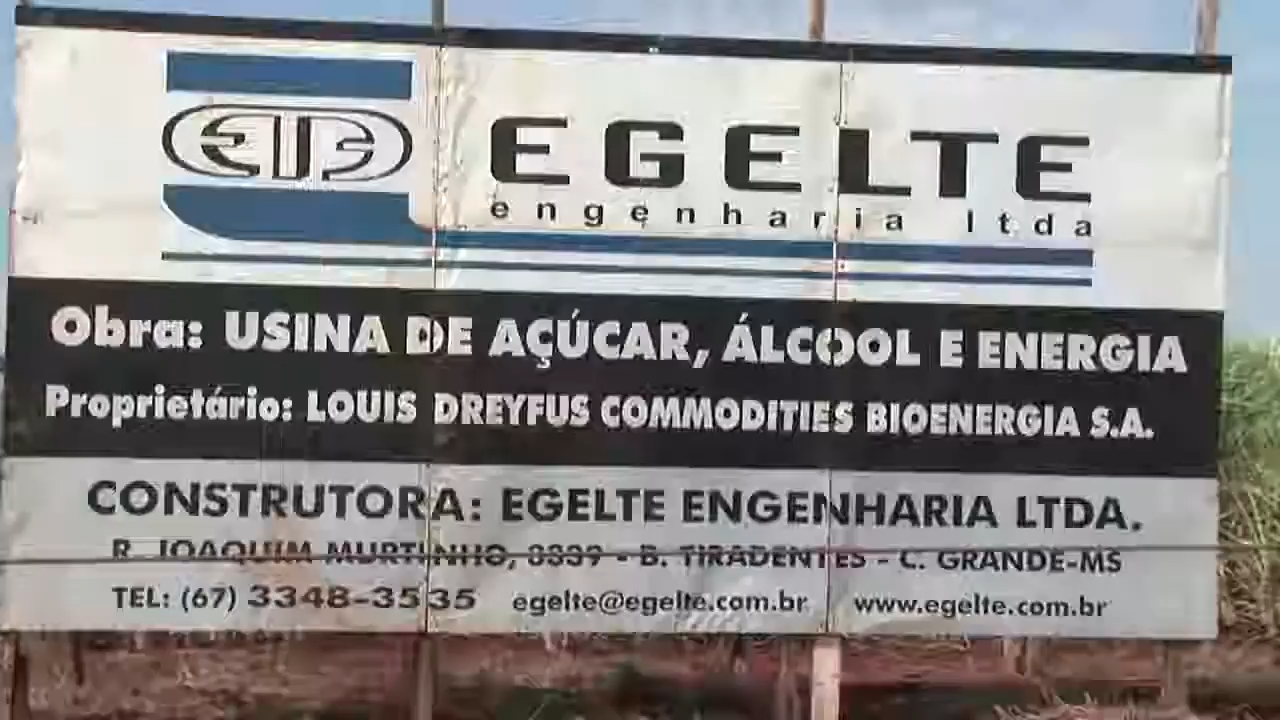 EGELTE
engenharia ltda
Obra: USINA DE AÇÚCAR, ÁLCOOL E ENERGIA
Proprietário: LOUIS DREYFUS COMMODITIES BIOENERGIA S.A.
CONSTRUTORA: EGELTE ENGENHARIA LTDA.
R. JOAQUIM MURTINHO, 3339 - B. TIRADENTES - C. GRANDE-MS
TEL: (67) 3348-3535 egelte@egelte.com.br www.egelte.com.br